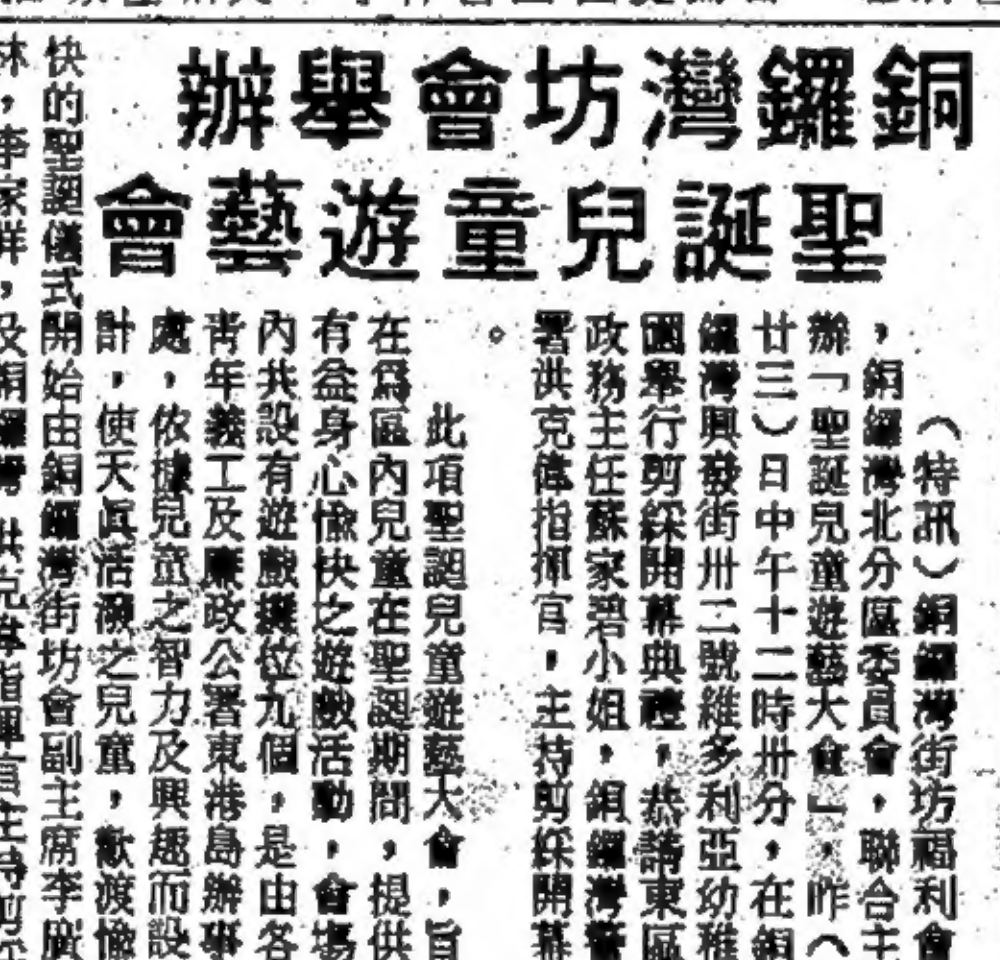 銅鑼灣坊會舉辦
聖誕兒童遊藝會
（特訊）銅鑼灣街坊福利會
，銅鑼灣北分區委員會，聯合主
辦「聖誕兒童遊藝大會」，昨（
廿三）日中午十二時卅分，在銅
鑼灣興發街卅二號維多利亞幼稚
園舉行剪綵開幕典禮，恭請東區
政務主任蘇家碧小姐，銅鑼灣警
署洪克偉指揮官，主持剪綵開幕
。
此項聖誕兒童遊藝大會，旨
在為區內兒童在聖誕期間，提供
有益身心愉快之遊戲活動，會場
內共設有遊戲攤位九個，是由各
青年義工及廉政公署東港島辦事
處，依據兒童之智力及興趣而設
計，使天眞活潑之兒童，歡渡愉
快的聖誕儀式開始由銅鑼灣街坊會副主席李廣
林，李家祥，及銅鑼灣 洪克偉指揮官主持剪綵